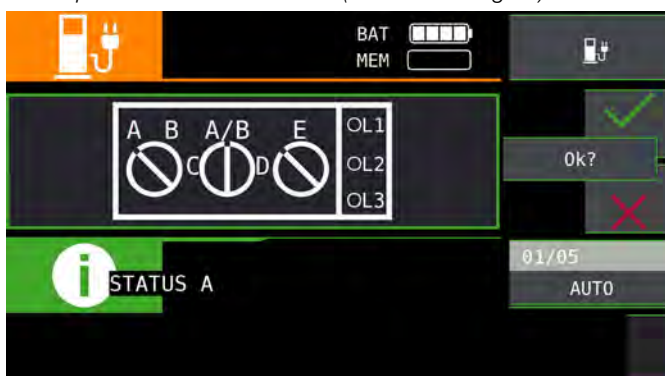 BAT
MEM
A B A/B E OL1
C D OL2
OL3
Ok?
01/05
AUTO
STATUS A